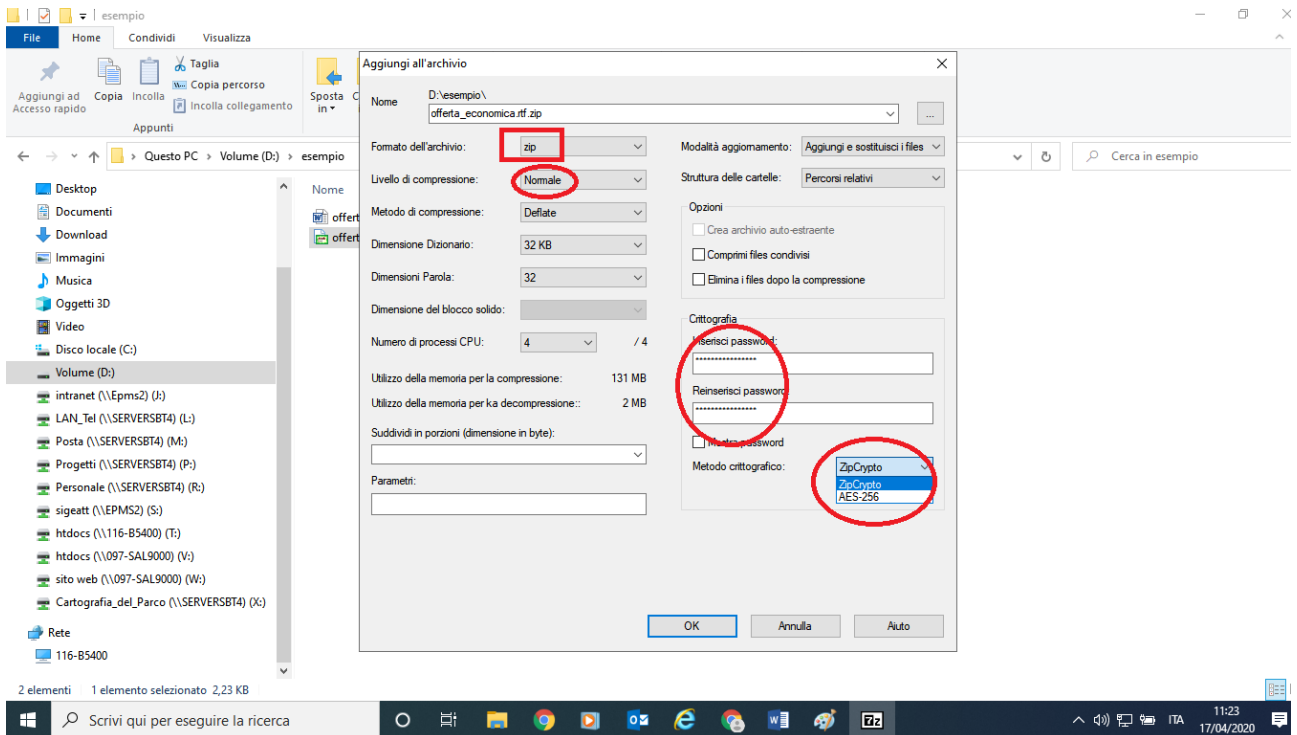 esempio
File Home Condividi Visualizza
Aggiungi ad Accesso rapido
Copia
Incolla
Taglia
Copia percorso
Incolla collegamento
Appunti
Sposta in
C
Questo PC > Volume (D:) > esempio
Cerca in esempio
Desktop
Documenti
Download
Immagini
Musica
Oggetti 3D
Video
Disco locale (C:)
Volume (D:)
intranet (\\Epms2) (J:)
LAN_Tel (\\SERVERSBT4) (L:)
Posta (\\SERVERSBT4) (M:)
Progetti (\\SERVERSBT4) (P:)
Personale (\\SERVERSBT4) (R:)
sigeatt (\\EPMS2) (S:)
htdocs (\\116-B5400) (T:)
htdocs (\\097-SAL9000) (V:)
sito web (\\097-SAL9000) (W:)
Cartografia_del_Parco (\\SERVERSBT4) (X:)
Rete
116-B5400
Nome
offert
offert
Aggiungi all'archivio
Nome
D:\esempio\
offerta_economica.rtf.zip
...
Formato dell'archivio: zip
Livello di compressione: Normale
Metodo di compressione: Deflate
Dimensione Dizionario: 32 KB
Dimensioni Parola: 32
Dimensione del blocco solido:
Numero di processi CPU: 4 / 4
Utilizzo della memoria per la compressione: 131 MB
Utilizzo della memoria per ka decompressione:: 2 MB
Suddividi in porzioni (dimensione in byte):
Parametri:
Modalità aggiornamento: Aggiungi e sostituisci i files
Struttura delle cartelle: Percorsi relativi
Opzioni
Crea archivio auto-estraente
Comprimi files condivisi
Elimina i files dopo la compressione
Crittografia
Inserisci password:
****************
Reinserisci password
****************
Mostra password
Metodo crittografico: ZipCrypto
ZipCrypto
AES-256
OK Annulla Aiuto
2 elementi 1 elemento selezionato 2,23 KB
Scrivi qui per eseguire la ricerca
7z
ITA
11:23
17/04/2020